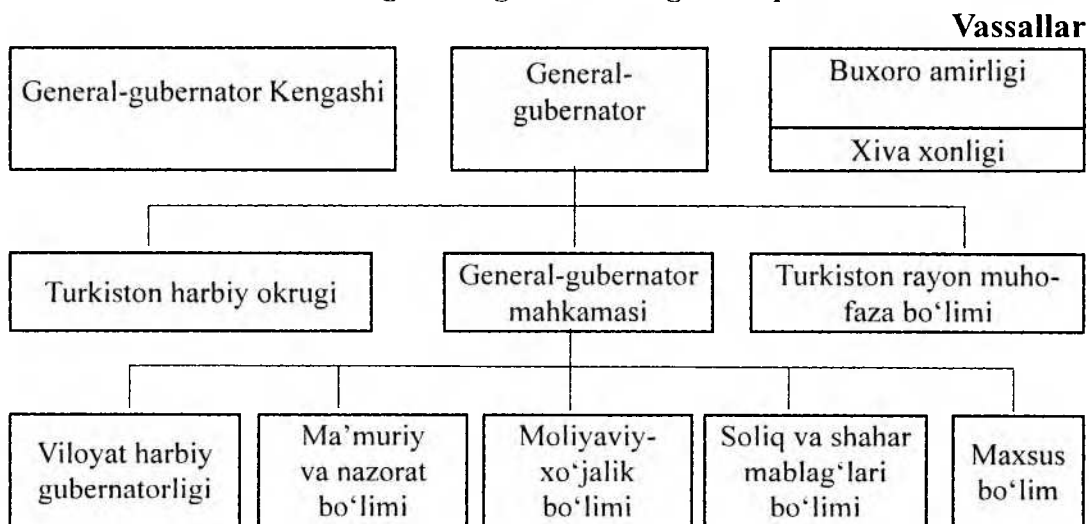 Vassallar
General-gubernator Kengashi
General-
gubernator
Buxoro amirligi
Xiva xonligi
Turkiston harbiy okrugi
General-gubernator
mahkamasi
Turkiston rayon muho-
faza bo‘limi
Viloyat harbiy
gubernatorligi
Ma’muriy
va nazorat
bo‘limi
Moliyaviy-
xo‘jalik
bo‘limi
Soliq va shahar
mablag‘lari
bo‘limi
Maxsus
bo‘lim